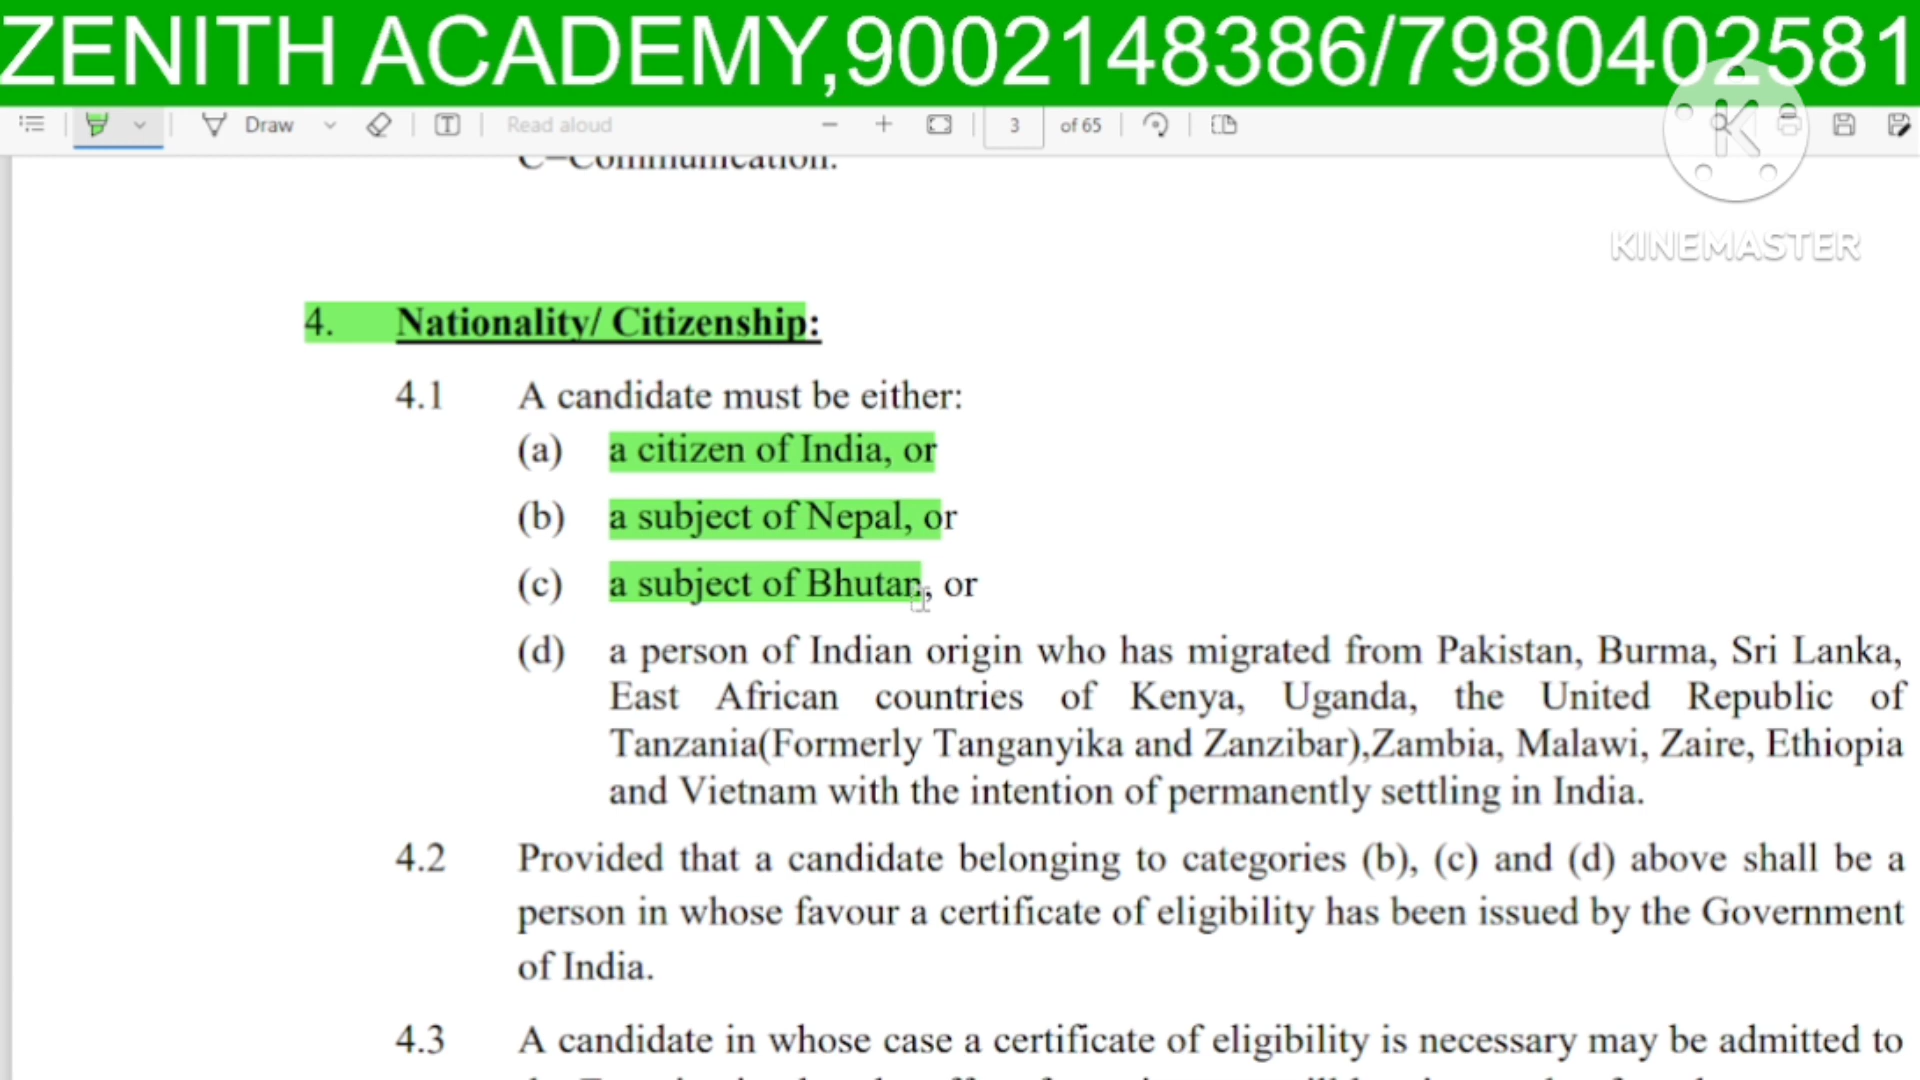 ZENITH ACADEMY,9002148386/7980402581
Draw
Read aloud
3
of 65
C–Communication.
KINEMASTER
4. Nationality/ Citizenship:
4.1 A candidate must be either:
(a) a citizen of India, or
(b) a subject of Nepal, or
(c) a subject of Bhutan, or
(d) a person of Indian origin who has migrated from Pakistan, Burma, Sri Lanka,
East African countries of Kenya, Uganda, the United Republic of
Tanzania(Formerly Tanganyika and Zanzibar),Zambia, Malawi, Zaire, Ethiopia
and Vietnam with the intention of permanently settling in India.
4.2 Provided that a candidate belonging to categories (b), (c) and (d) above shall be a
person in whose favour a certificate of eligibility has been issued by the Government
of India.
4.3 A candidate in whose case a certificate of eligibility is necessary may be admitted to